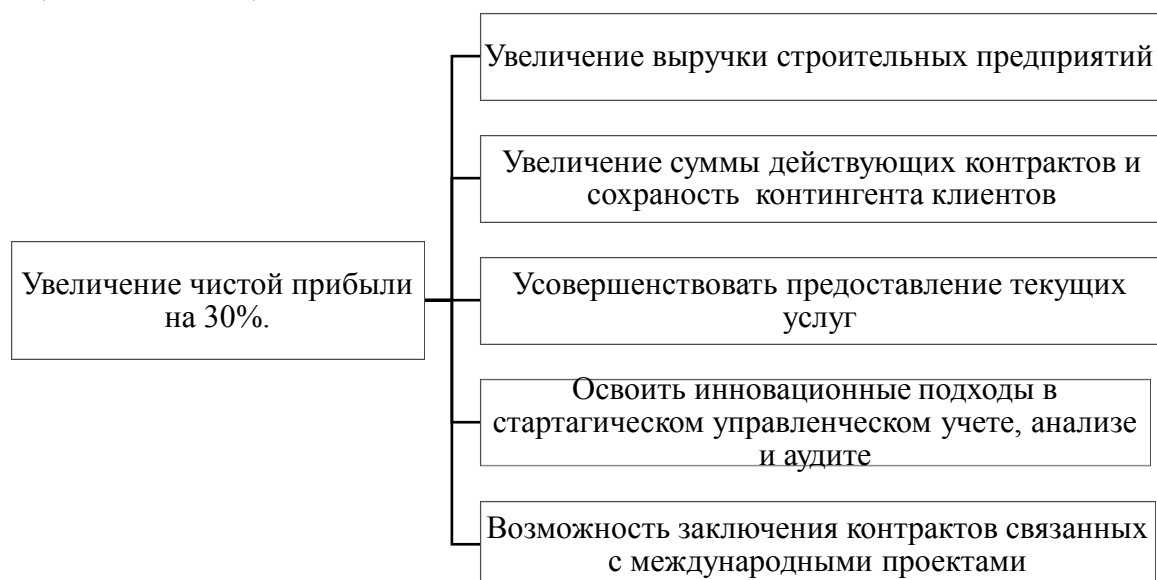 Увеличение выручки строительных предприятий
Увеличение суммы действующих контрактов и
сохраность контингента клиентов
Увеличение чистой прибыли
на 30%.
Усовершенствовать предоставление текущих
услуг
Освоить инновационные подходы в
стартагическом управленческом учете, анализе
и аудите
Возможность заключения контрактов связанных
с международными проектами